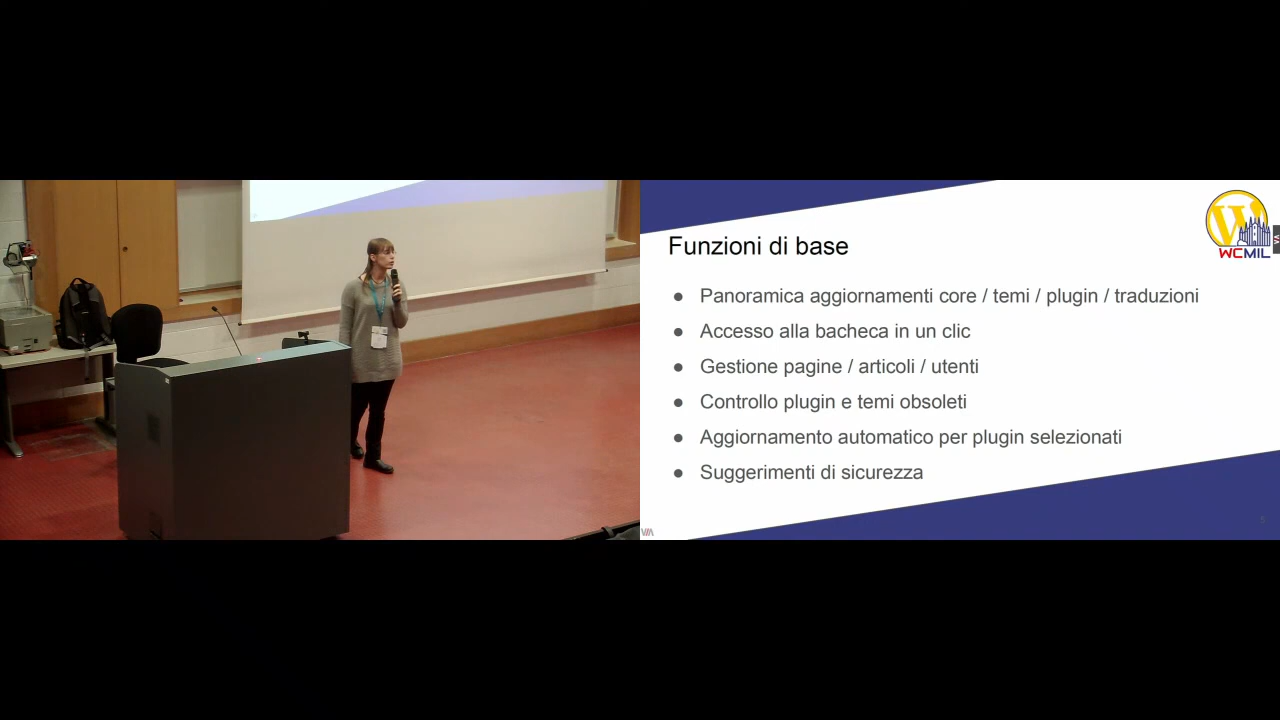 Funzioni di base
WCMIL
● Panoramica aggiornamenti core / temi / plugin / traduzioni
● Accesso alla bacheca in un clic
● Gestione pagine / articoli / utenti
● Controllo plugin e temi obsoleti
● Aggiornamento automatico per plugin selezionati
● Suggerimenti di sicurezza
5